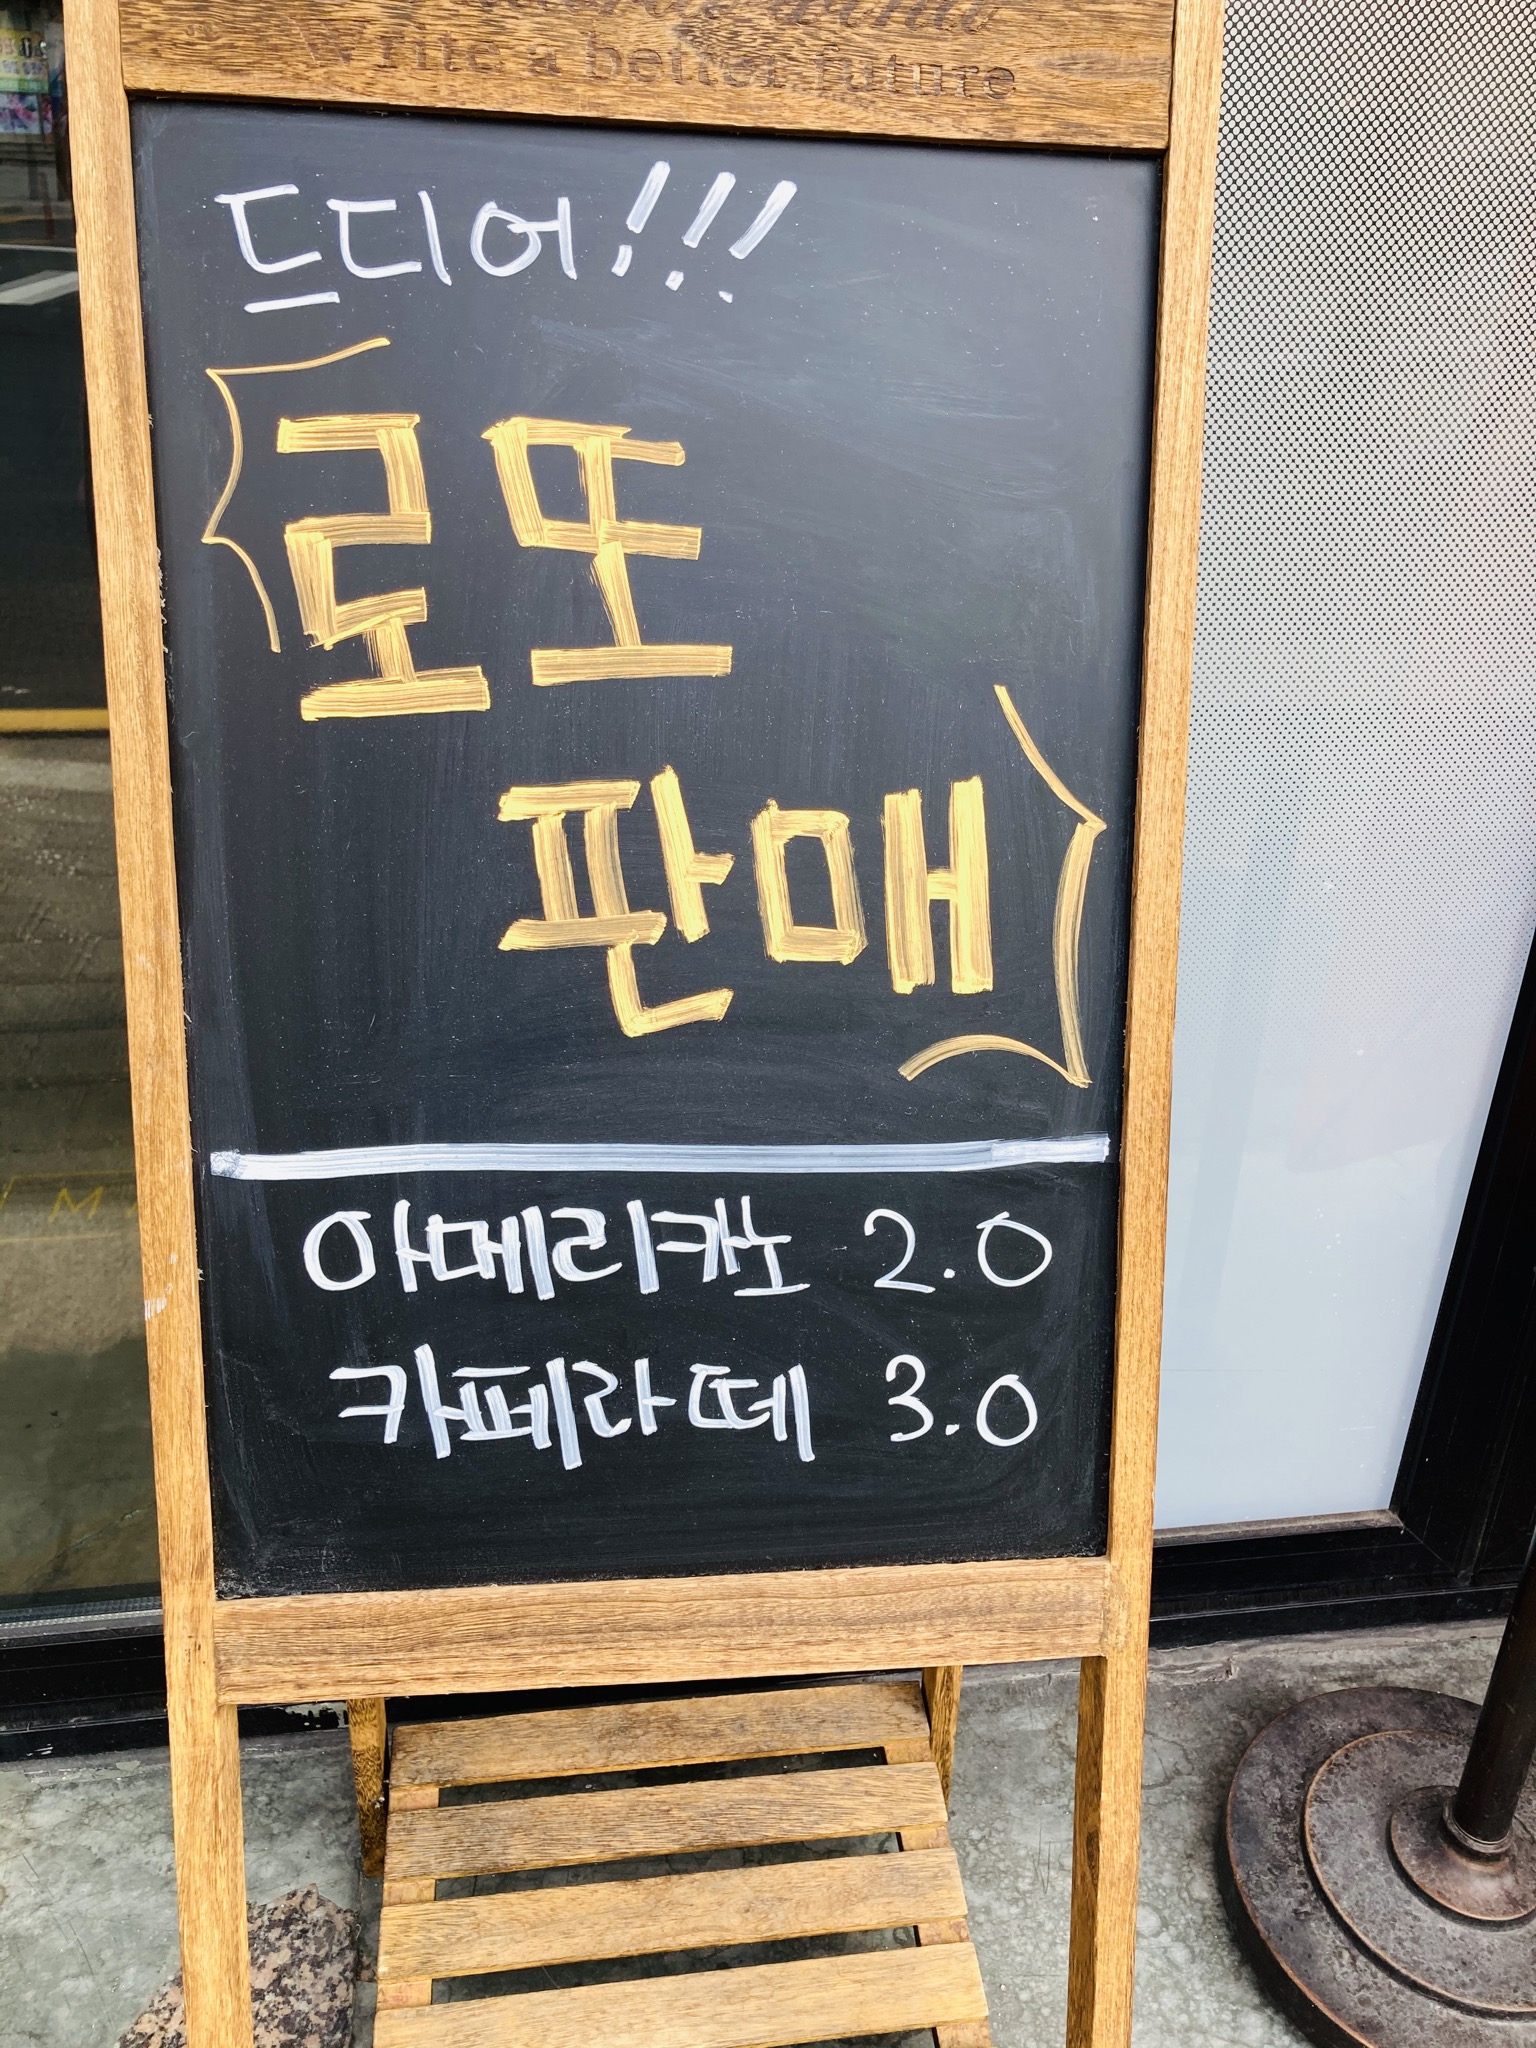 Write a better future
드디어!!!
로또
판매
아메리카노 2.0
카페라떼 3.0